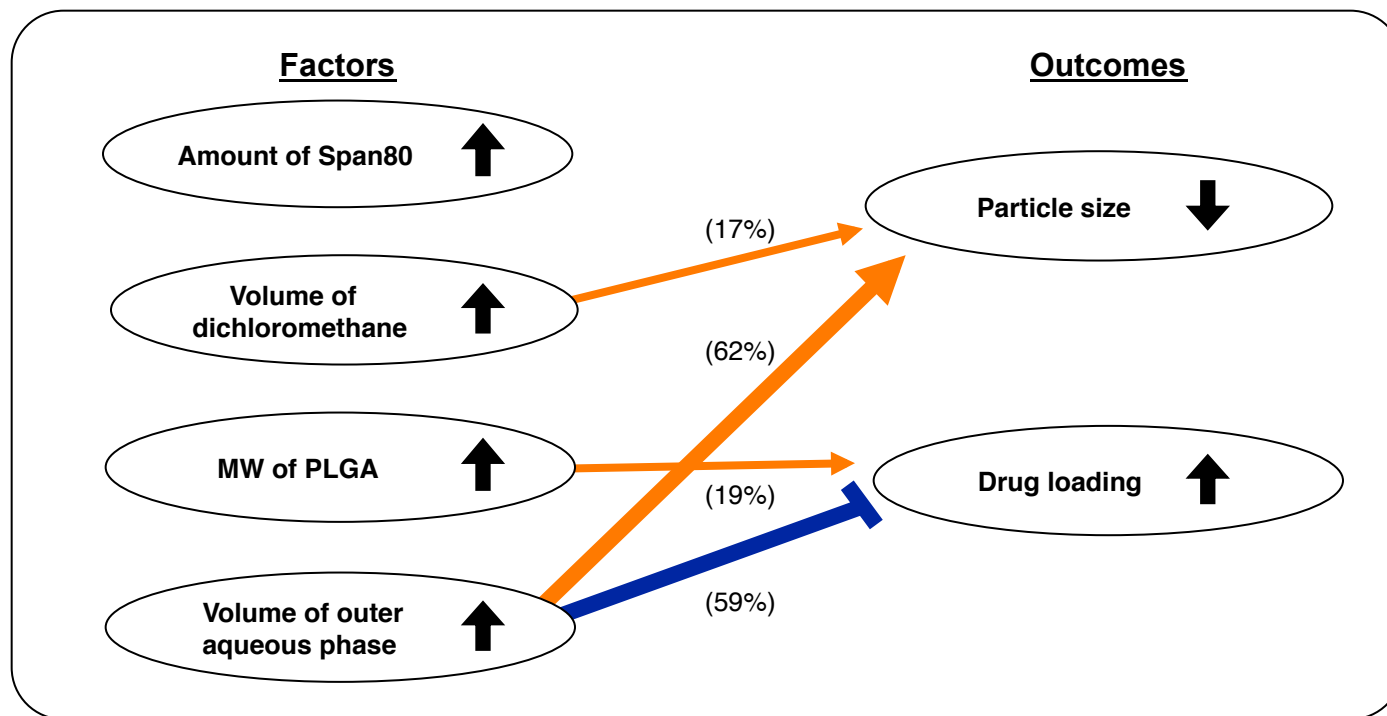 Factors
Outcomes
Amount of Span80
Particle size
(17%)
Volume of
dichloromethane
(62%)
MW of PLGA
Drug loading
(19%)
(59%)
Volume of outer
aqueous phase